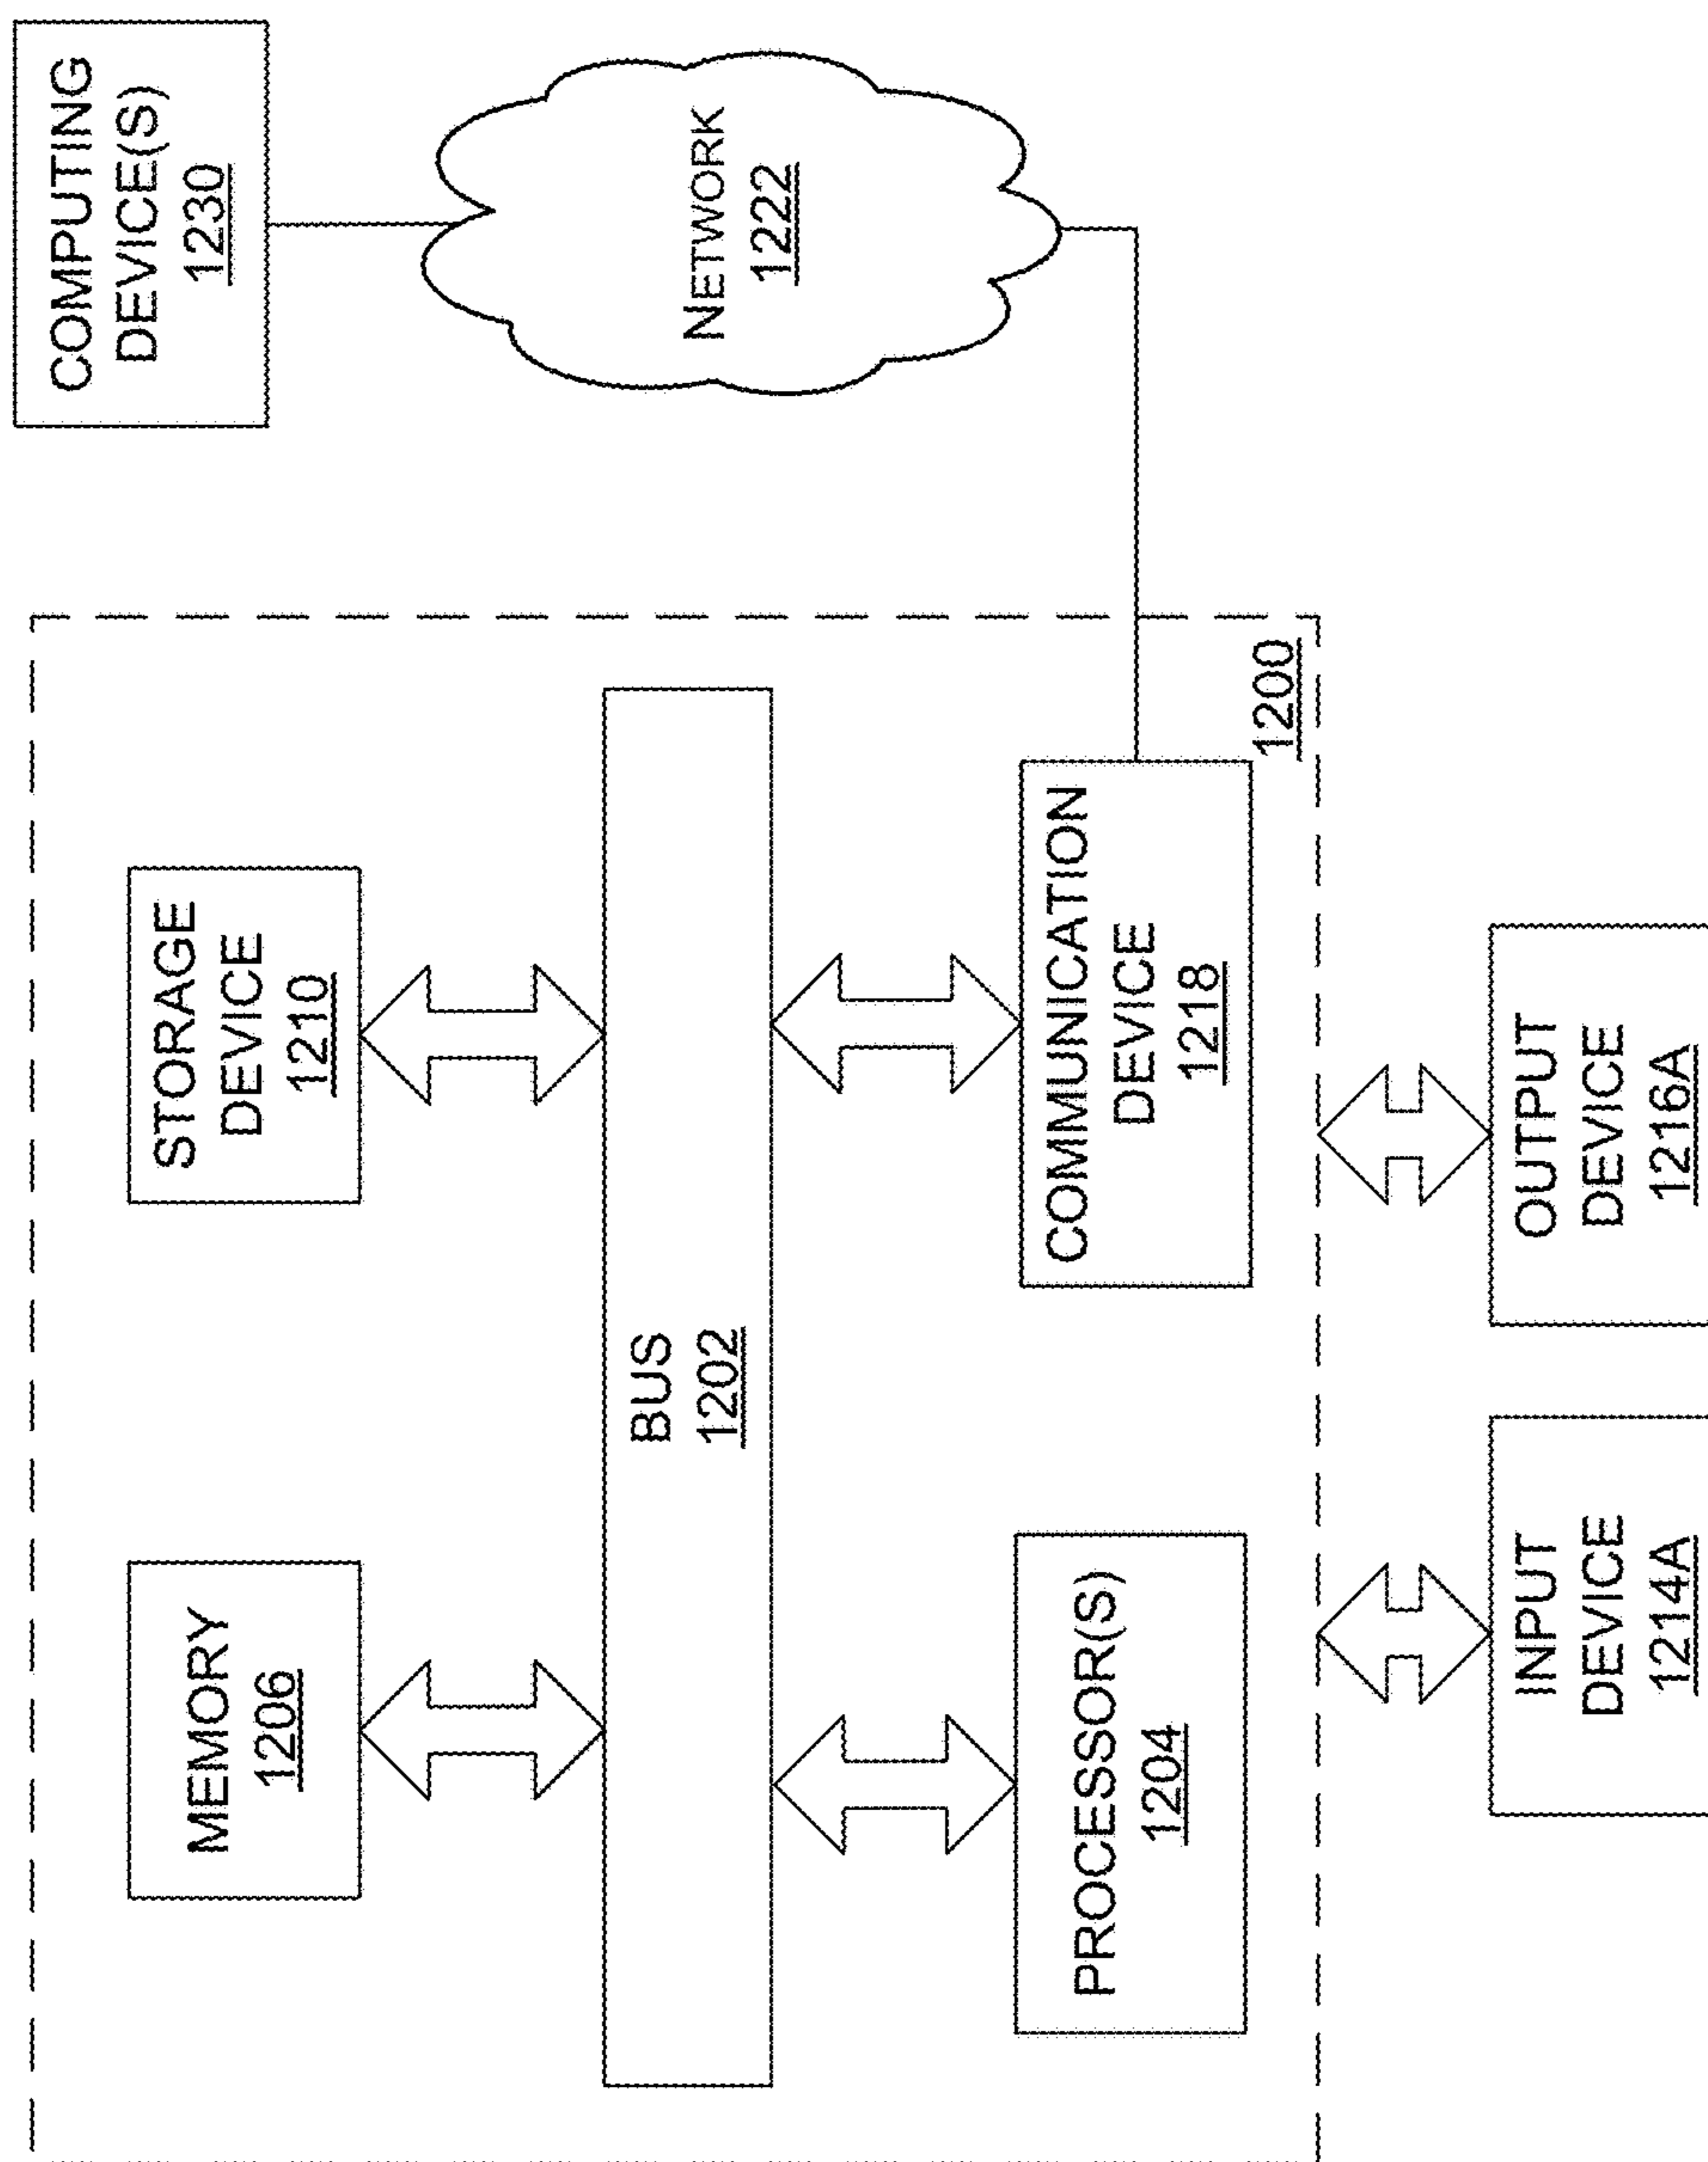 MEMORY
1206
STORAGE
DEVICE
1210
COMPUTING
DEVICE(S)
1230
BUS
1202
NETWORK
1222
PROCESSOR(S)
1204
COMMUNICATION
DEVICE
1218
1200
INPUT
DEVICE
1214A
OUTPUT
DEVICE
1216A